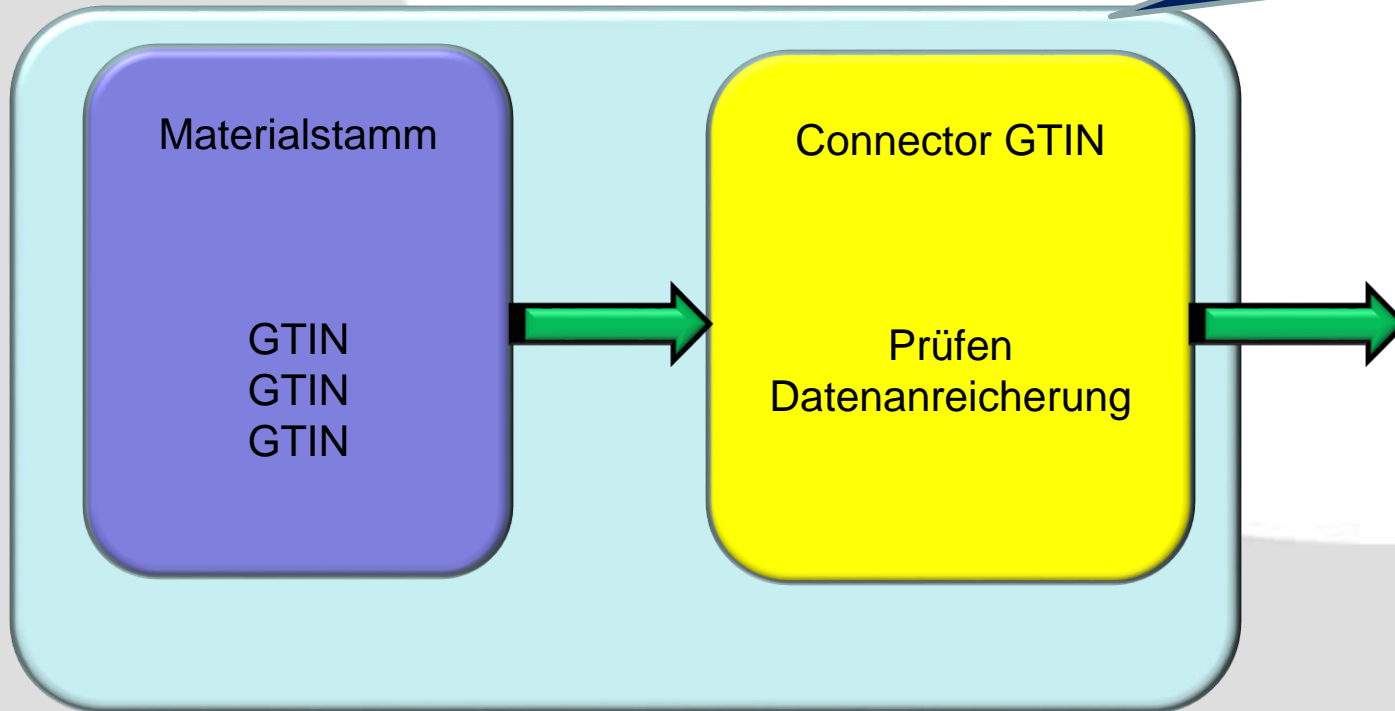 Materialstamm
GTIN
GTIN
GTIN
Connector GTIN
Prüfen
Datenanreicherung